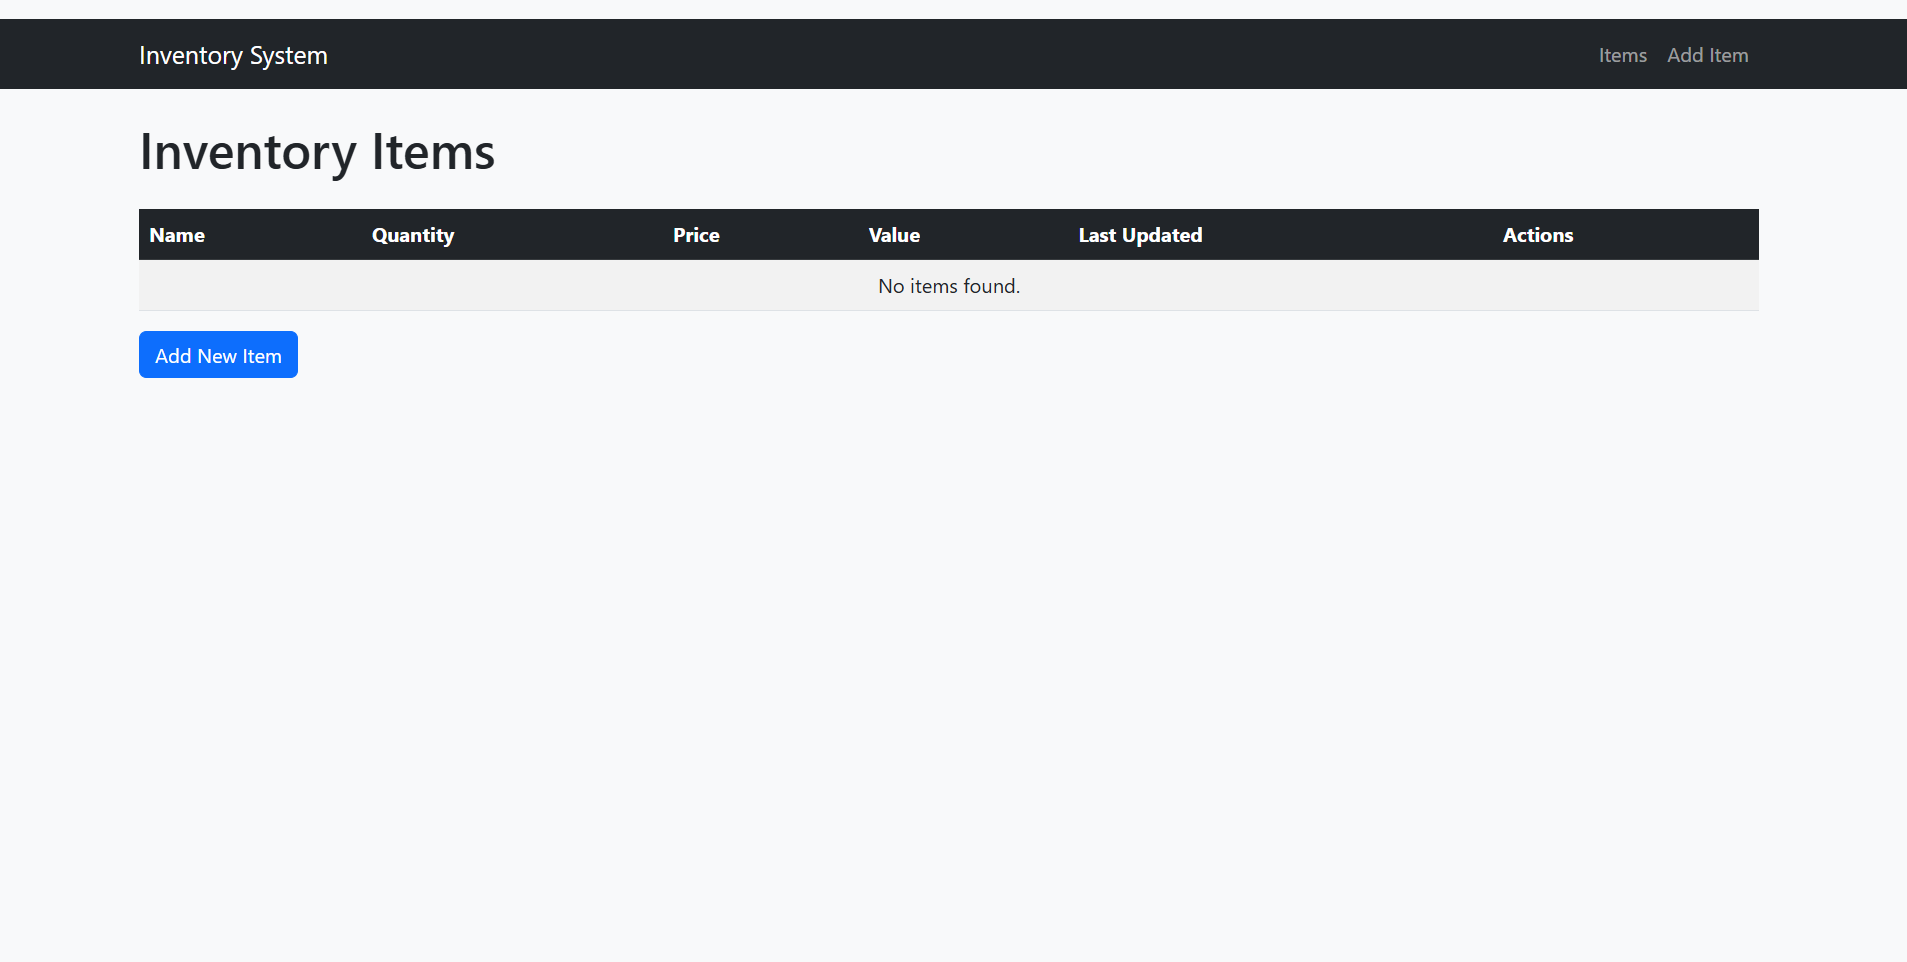 Inventory System Items Add Item
Inventory Items
Name Quantity Price Value Last Updated Actions
No items found.
Add New Item